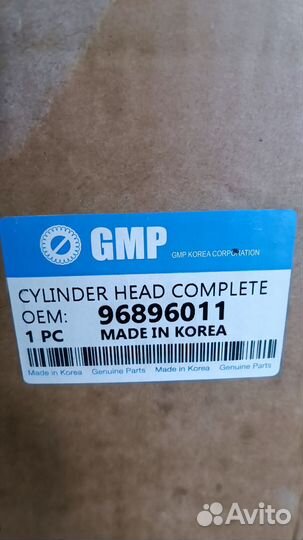 GMP GMP KOREA CORPORATION
CYLINDER HEAD COMPLETE
OEM: 96896011
1 PC MADE IN KOREA
Made in Korea Genuine Parts Made in Korea Genuine Parts
Avito